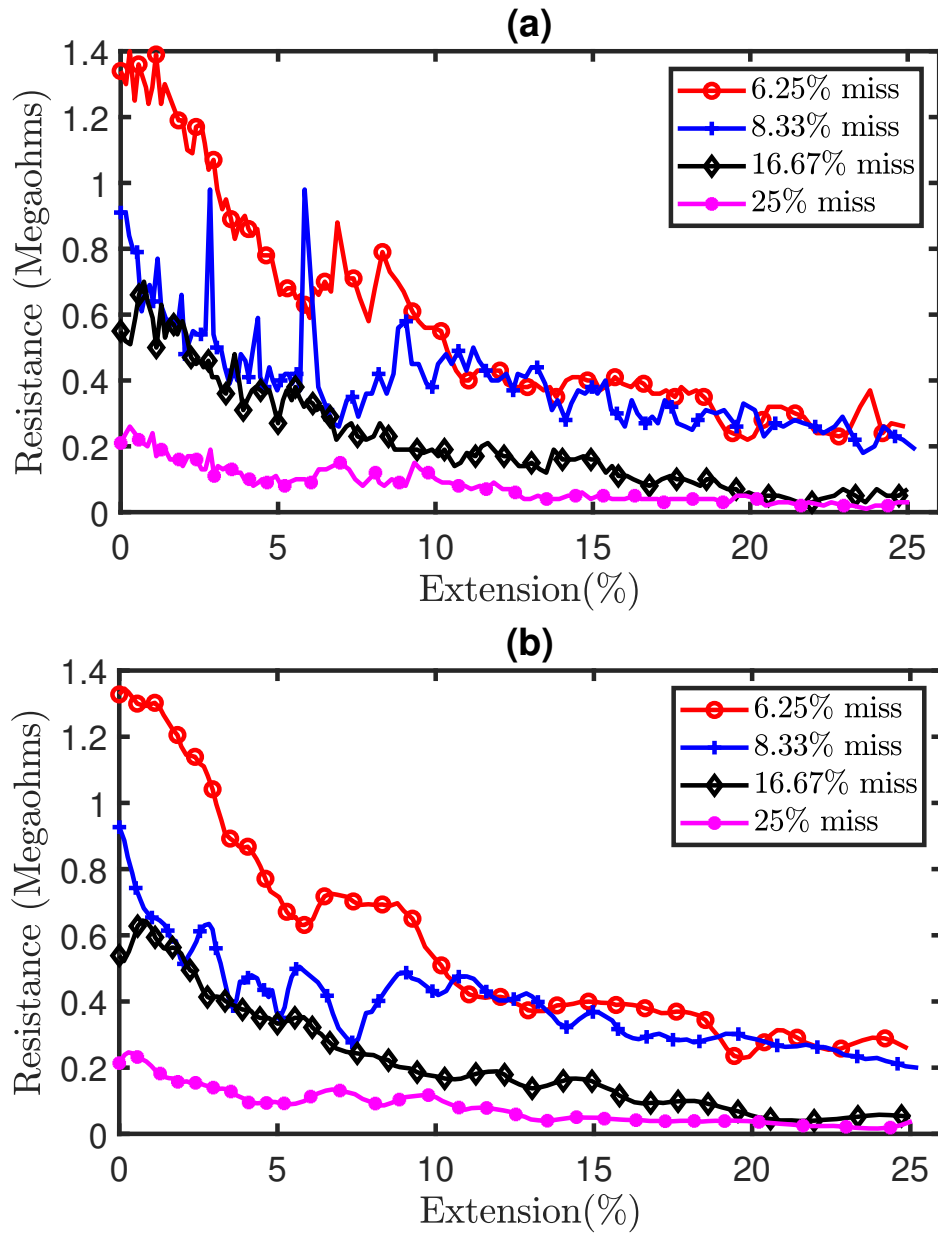 (a)
1.4
1.2
1
0.8
0.6
0.4
0.2
0
Resistance (Megaohms)
6.25% miss
8.33% miss
16.67% miss
25% miss
0 5 10 15 20 25
Extension(%)
(b)
1.4
1.2
1
0.8
0.6
0.4
0.2
0
Resistance (Megaohms)
6.25% miss
8.33% miss
16.67% miss
25% miss
0 5 10 15 20 25
Extension(%)